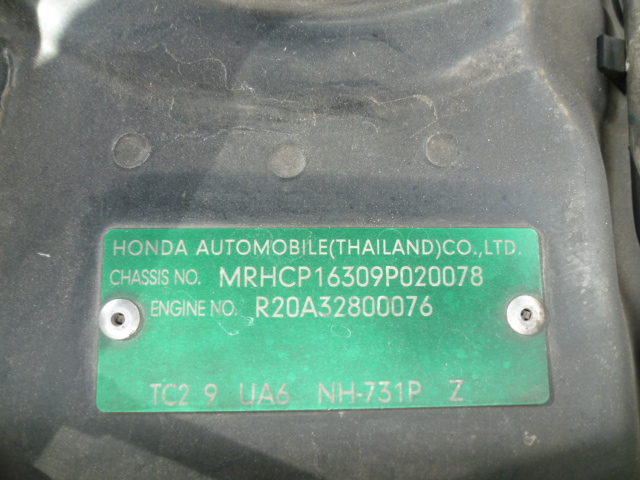 HONDA AUTOMOBILE(THAILAND)CO.,LTD.
CHASSIS NO. MRHCP16309P020078
ENGINE NO. R20A32800076
TC2 9 UA6 NH-731P Z